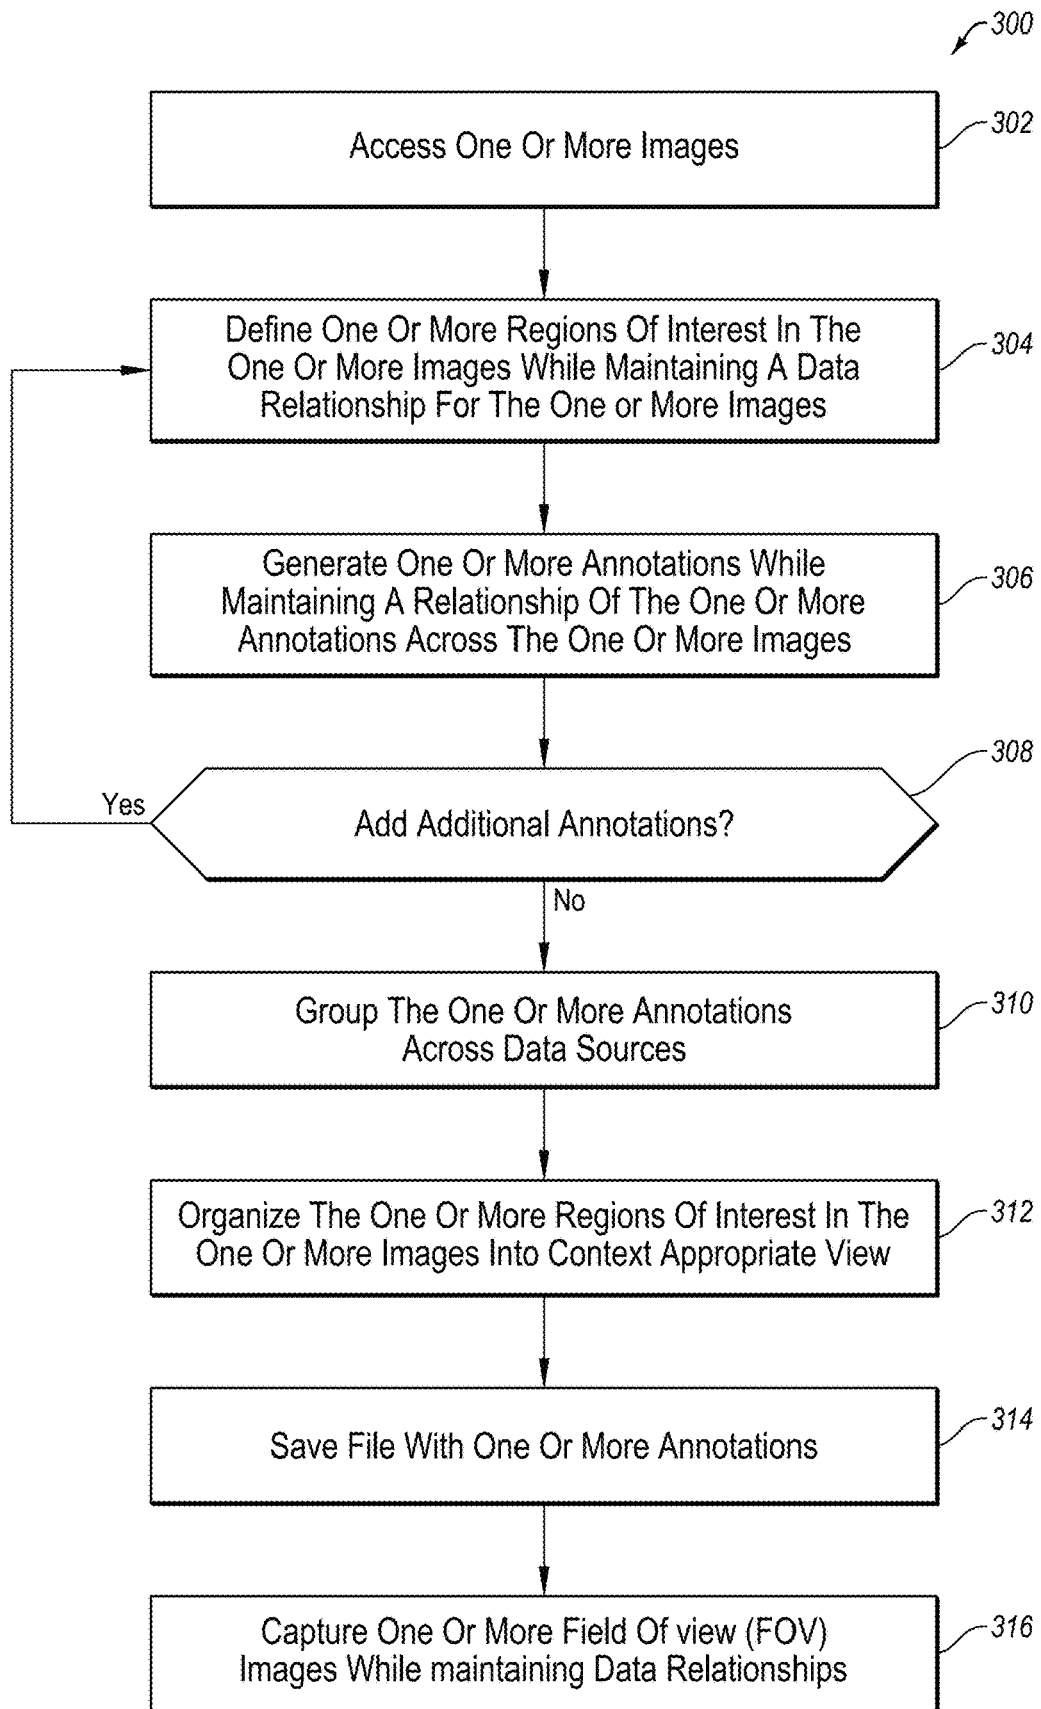 300
Access One Or More Images
302
Define One Or More Regions Of Interest In The
One Or More Images While Maintaining A Data
Relationship For The One or More Images
304
Generate One Or More Annotations While
Maintaining A Relationship Of The One Or More
Annotations Across The One Or More Images
306
308
Yes
Add Additional Annotations?
No
Group The One Or More Annotations
Across Data Sources
310
Organize The One Or More Regions Of Interest In The
One Or More Images Into Context Appropriate View
312
Save File With One Or More Annotations
314
Capture One Or More Field Of view (FOV)
Images While maintaining Data Relationships
316